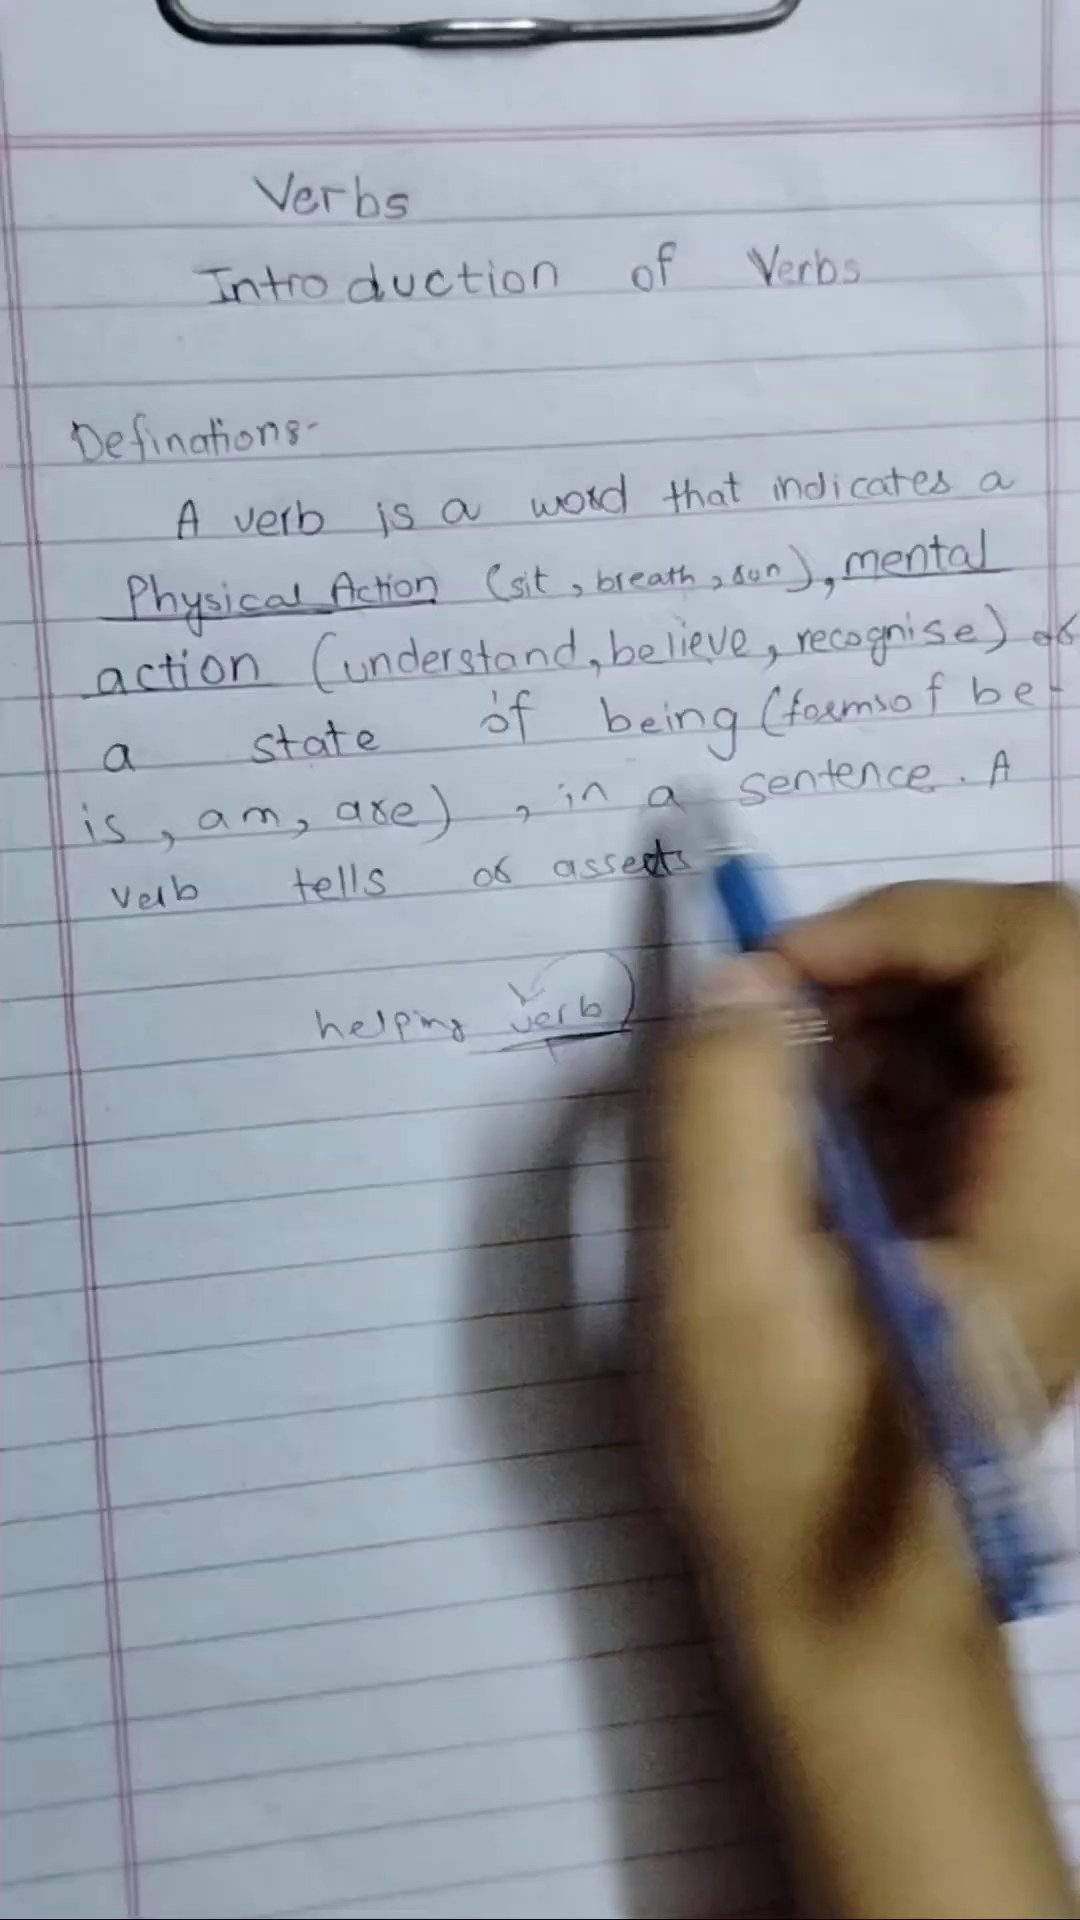 Verbs
Introduction of Verbs
Definations-
A verb is a word that indicates a
Physical Action (sit, breath, run), mental
action (understand, believe, recognise) or
a state of being (forms of be-
is, am, are), in a sentence. A
verb tells or asserts
helping verb